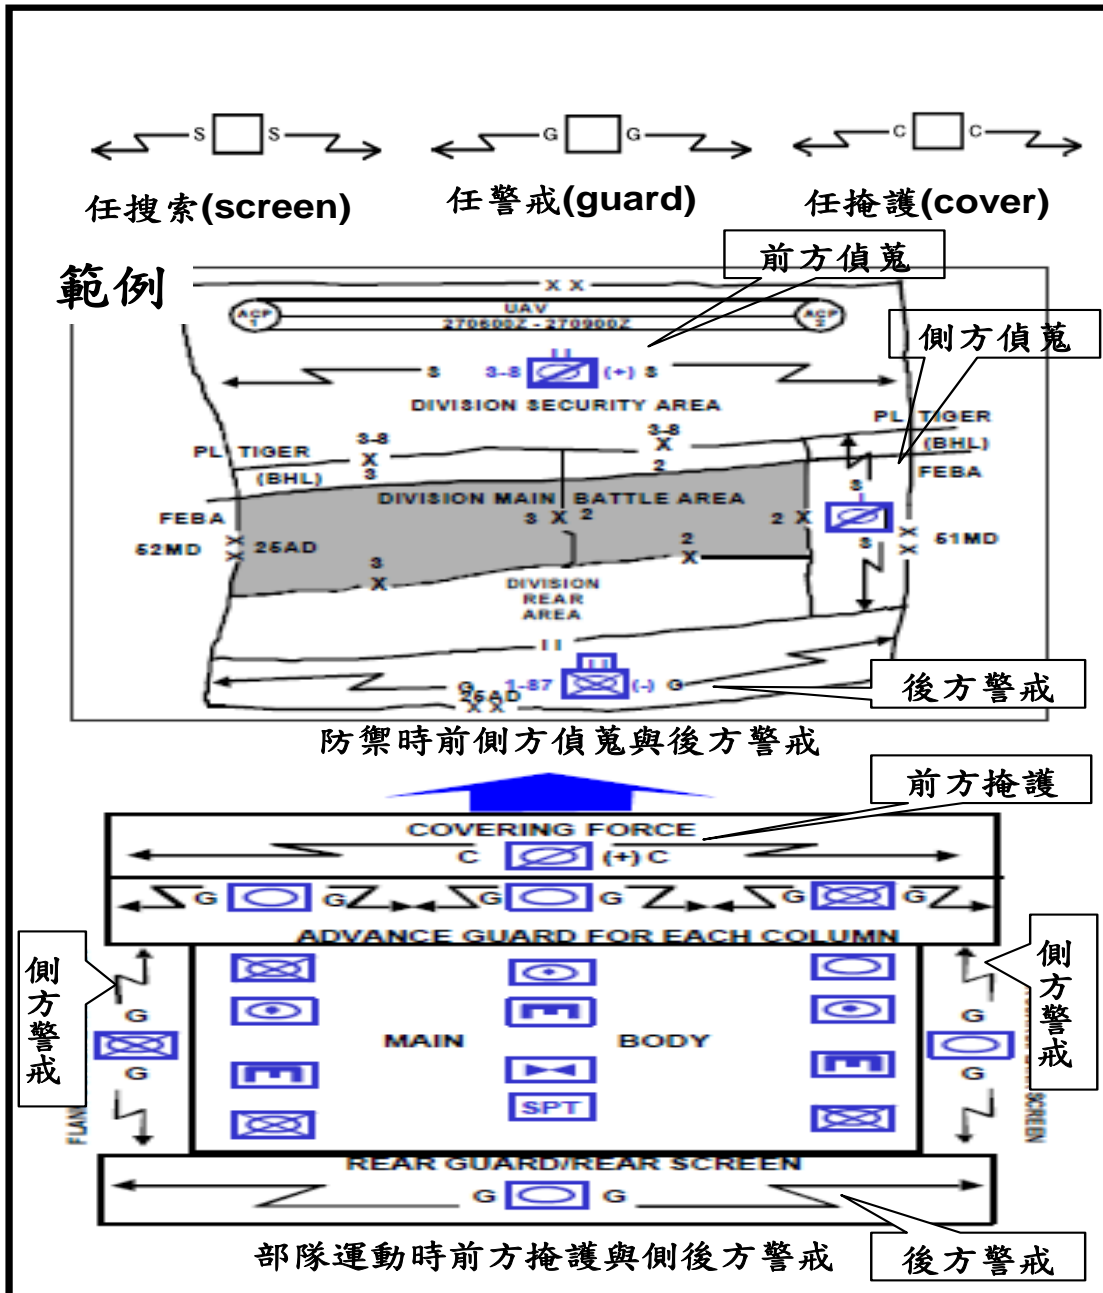 S S
G G
C C
任搜索(screen)
任警戒(guard)
任掩護(cover)
範例
前方偵蒐
X X
ACP 1
UAV
270600Z - 270900Z
ACP 2
側方偵蒐
S 3-8 (+) S
DIVISION SECURITY AREA
PL TIGER
(BHL)
3-8
X
3
3-8
X
2
PL TIGER
(BHL)
FEBA
DIVISION MAIN BATTLE AREA
FEBA
3 X 2
2 X
S
S
52MD
XX
25AD
XX
51MD
3
X
2
X
DIVISION
REAR
AREA
II
G 1-87 (-) G
25AD
X X
後方警戒
防禦時前側方偵蒐與後方警戒
前方掩護
COVERING FORCE
C (+) C
G G G G G G
ADVANCE GUARD FOR EACH COLUMN
側方警戒
側方警戒
G
G
G
G
MAIN BODY
SPT
SCREEN
REAR GUARD/REAR SCREEN
G G
後方警戒
部隊運動時前方掩護與側後方警戒